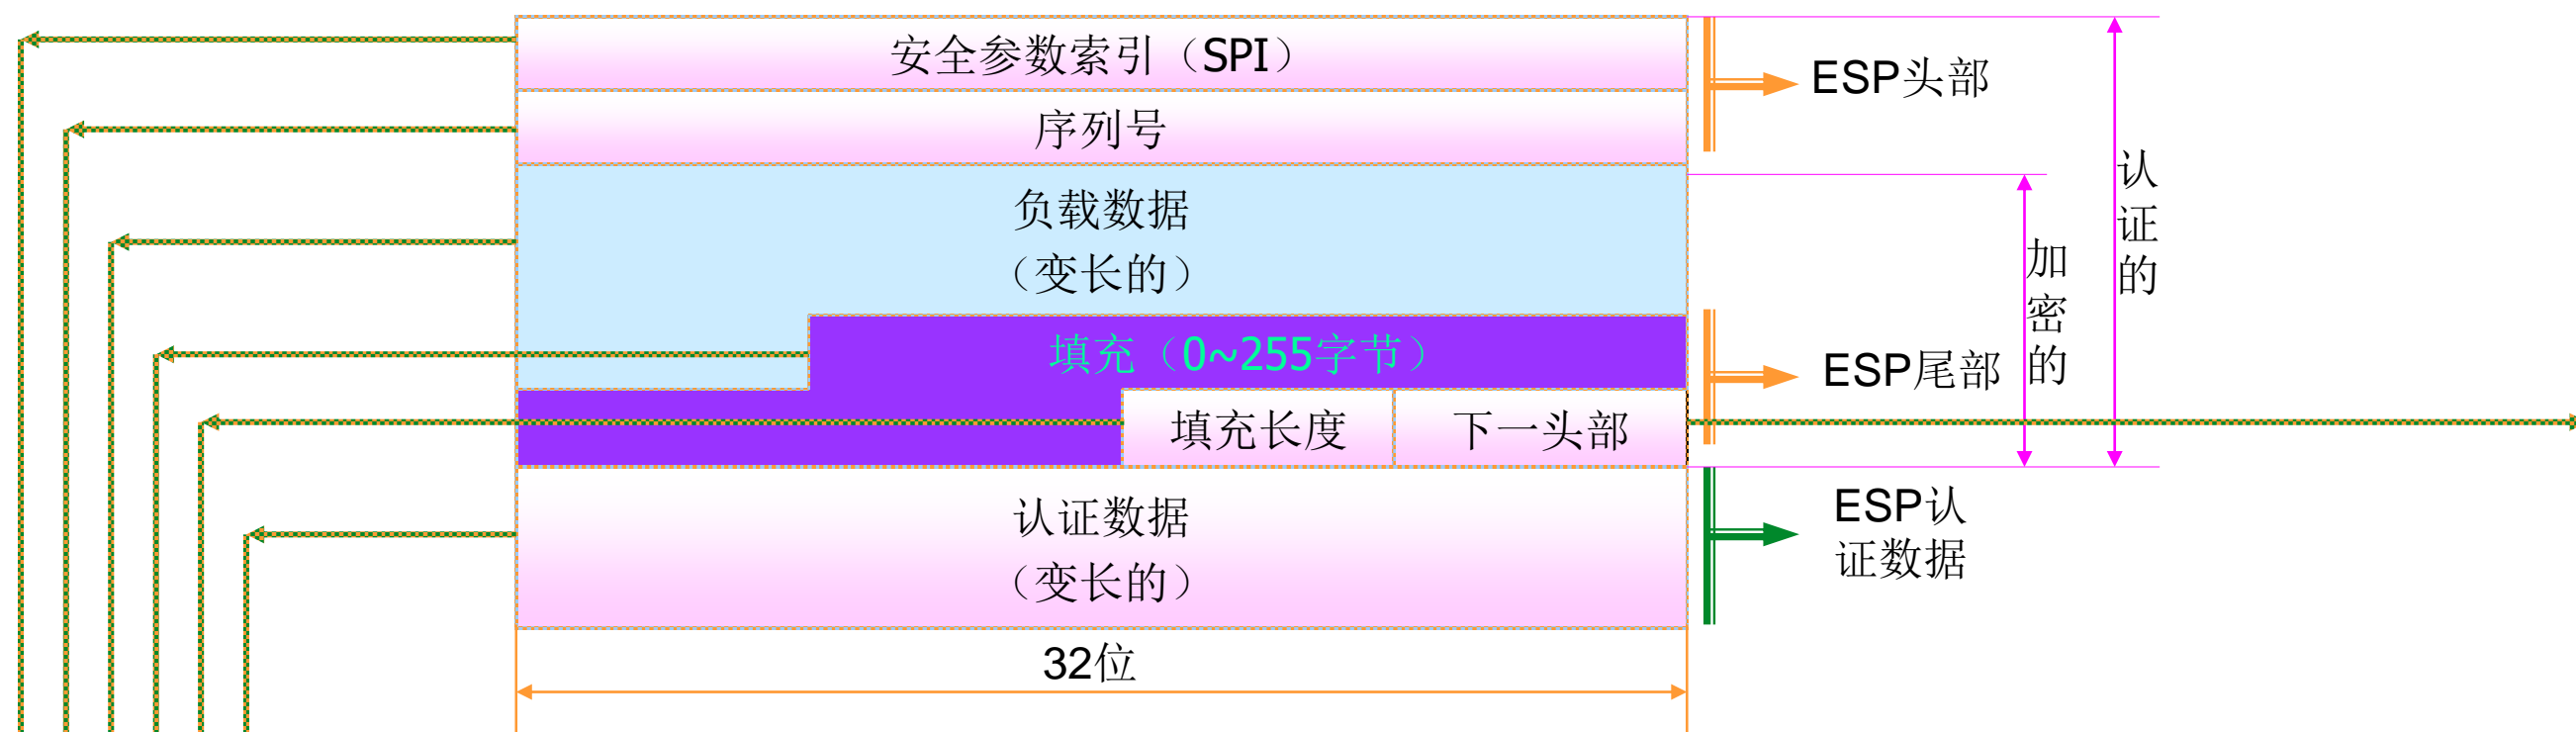 安全参数索引（SPI）
ESP头部
序列号
负载数据
（变长的）
认证的
加密的
填充（0~255字节）
ESP尾部
填充长度
下一头部
认证数据
（变长的）
ESP认
证数据
32位